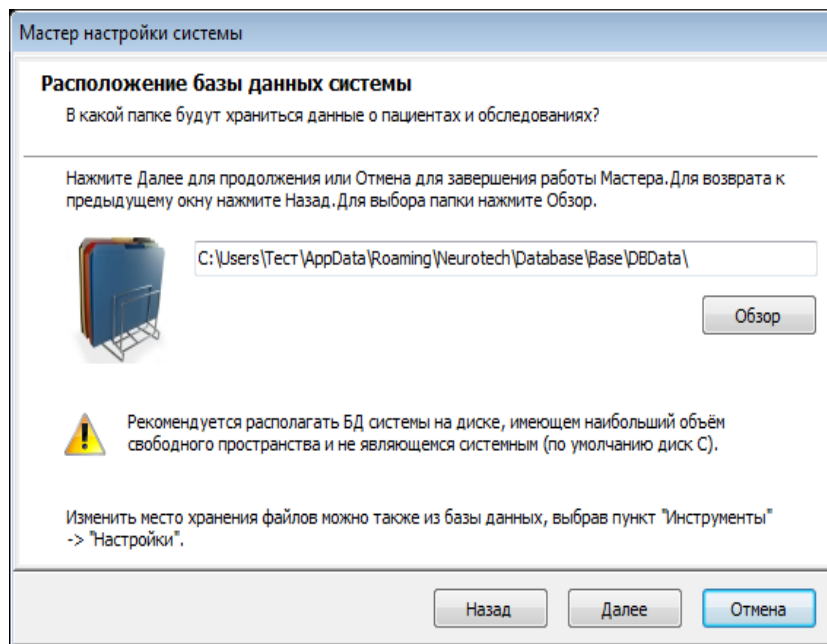 Мастер настройки системы
Расположение базы данных системы
В какой папке будут храниться данные о пациентах и обследованиях?
Нажмите Далее для продолжения или Отмена для завершения работы Мастера.Для возврата к
предыдущему окну нажмите Назад.Для выбора папки нажмите Обзор.
C:\Users\Тест\AppData\Roaming\Neurotech\Database\Base\DBData\
Обзор
Рекомендуется располагать БД системы на диске, имеющем наибольший объём
свободного пространства и не являющемся системным (по умолчанию диск C).
Изменить место хранения файлов можно также из базы данных, выбрав пункт "Инструменты"
-> "Настройки".
Назад
Далее
Отмена